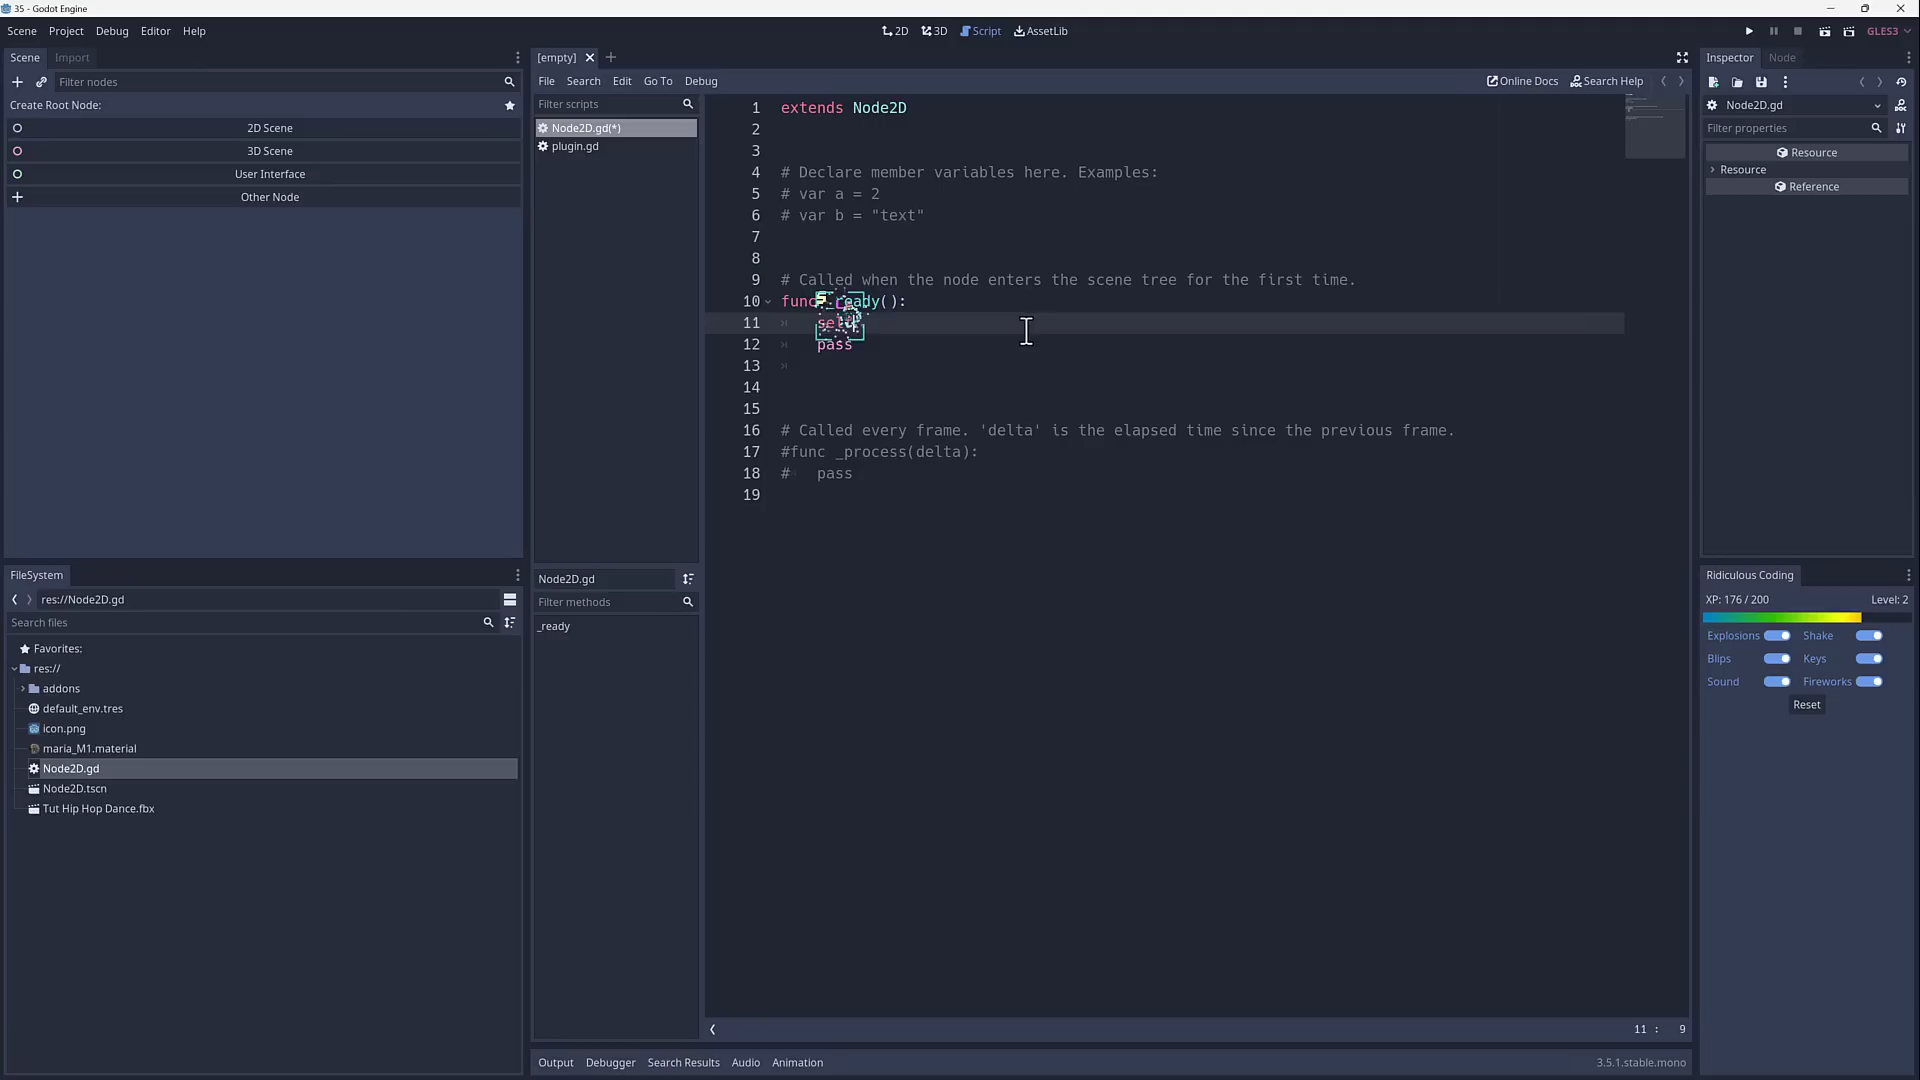 35 - Godot Engine
Scene Project Debug Editor Help
2D 3D Script AssetLib
GLES3
Scene Import
Filter nodes
Create Root Node:
2D Scene
3D Scene
User Interface
Other Node
FileSystem
res://Node2D.gd
Search files
Favorites:
res://
addons
default_env.tres
icon.png
maria_M1.material
Node2D.gd
Node2D.tscn
Tut Hip Hop Dance.fbx
[empty]
File Search Edit Go To Debug
Online Docs Search Help
Filter scripts
Node2D.gd(*)
plugin.gd
Node2D.gd
Filter methods
_ready
1 extends Node2D
2
3
4 # Declare member variables here. Examples:
5 # var a = 2
6 # var b = "text"
7
8
9 # Called when the node enters the scene tree for the first time.
10 func _ready():
11 self
12 pass
13
14
15
16 # Called every frame. 'delta' is the elapsed time since the previous frame.
17 #func _process(delta):
18 # pass
19
11 : 9
Output Debugger Search Results Audio Animation
3.5.1.stable.mono
Inspector Node
Node2D.gd
Filter properties
Resource
Resource
Reference
Ridiculous Coding
XP: 176 / 200 Level: 2
Explosions Shake
Blips Keys
Sound Fireworks
Reset